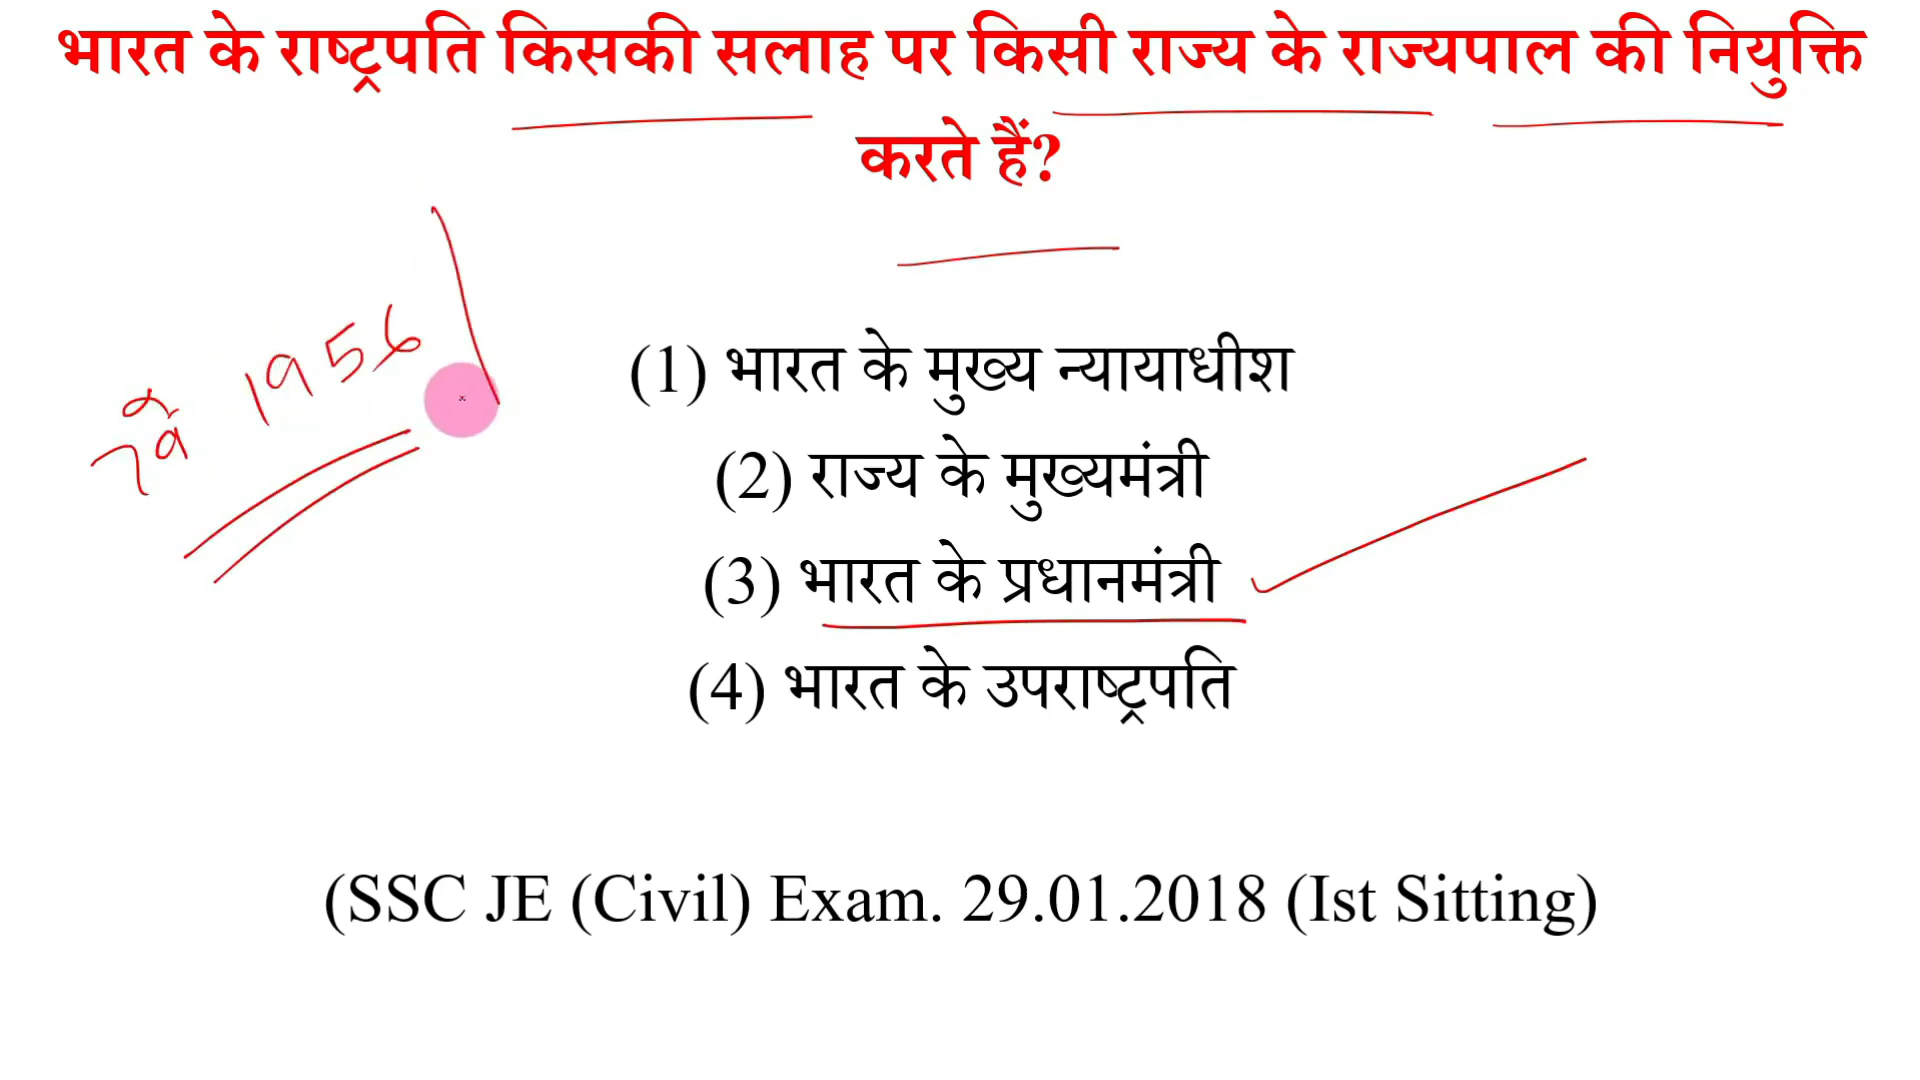 भारत के राष्ट्रपति किसकी सलाह पर किसी राज्य के राज्यपाल की नियुक्ति
करते हैं?
7वें 1956
(1) भारत के मुख्य न्यायाधीश
(2) राज्य के मुख्यमंत्री
(3) भारत के प्रधानमंत्री
(4) भारत के उपराष्ट्रपति
(SSC JE (Civil) Exam. 29.01.2018 (Ist Sitting)